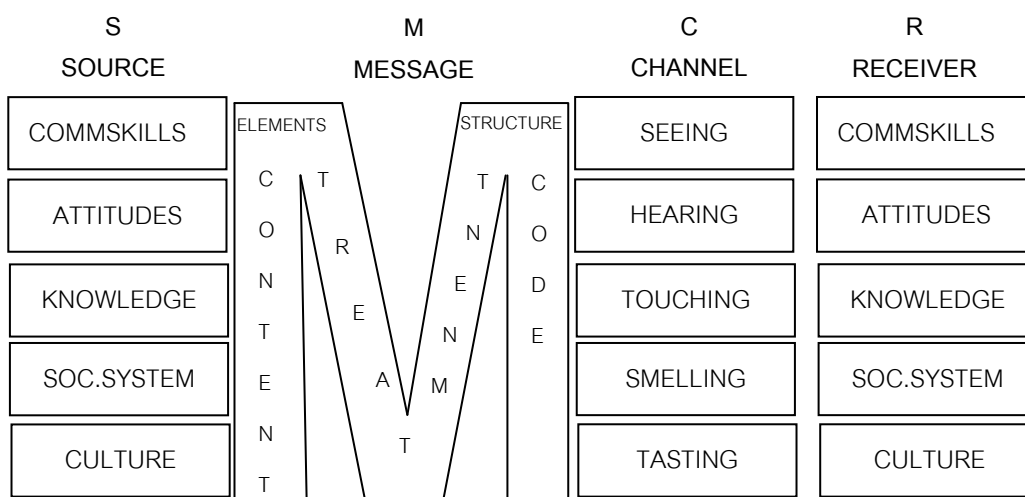 S
SOURCE
COMMSKILLS
ATTITUDES
KNOWLEDGE
SOC.SYSTEM
CULTURE
M
MESSAGE
ELEMENTS
STRUCTURE
CONTENT
TREATMNENT
CODE
C
CHANNEL
SEEING
HEARING
TOUCHING
SMELLING
TASTING
R
RECEIVER
COMMSKILLS
ATTITUDES
KNOWLEDGE
SOC.SYSTEM
CULTURE